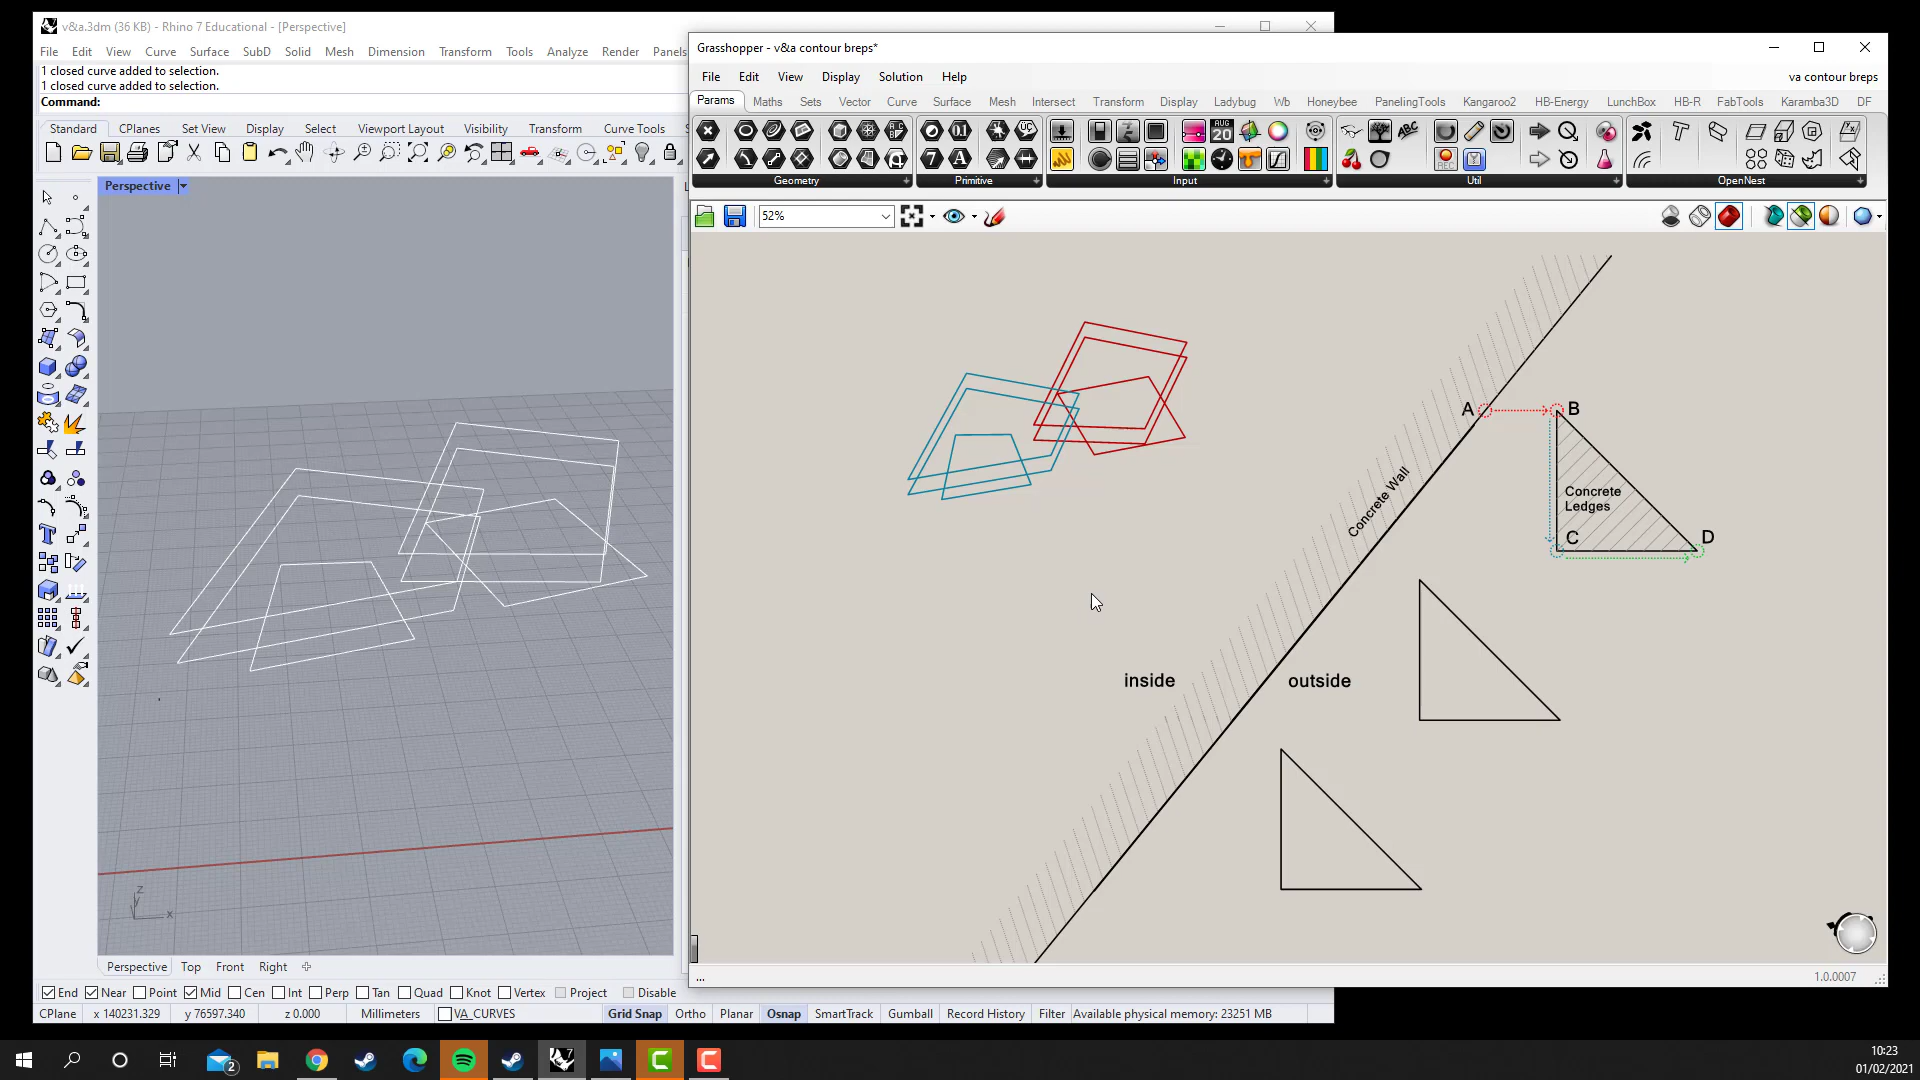 v&a.3dm (36 KB) - Rhino 7 Educational - [Perspective]
File Edit View Curve Surface SubD Solid Mesh Dimension Transform Tools Analyze Render Panels
1 closed curve added to selection.
1 closed curve added to selection.
Command:
Standard CPlanes Set View Display Select Viewport Layout Visibility Transform Curve Tools
Perspective
z
y
x
Perspective Top Front Right
End Near Point Mid Cen Int Perp Tan Quad Knot Vertex Project Disable
CPlane x 140231.329 y 76597.340 z 0.000 Millimeters VA_CURVES Grid Snap Ortho Planar Osnap SmartTrack Gumball Record History Filter Available physical memory: 23251 MB
Grasshopper - v&a contour breps*
File Edit View Display Solution Help
va contour breps
Params Maths Sets Vector Curve Surface Mesh Intersect Transform Display Ladybug Wb Honeybee PanelingTools Kangaroo2 HB-Energy LunchBox HB-R FabTools Karamba3D DF
Geometry Primitive Input Util OpenNest
52%
A
B
Concrete Wall
Concrete
Ledges
C
D
inside
outside
...
1.0.0007
2
7
10:23
01/02/2021